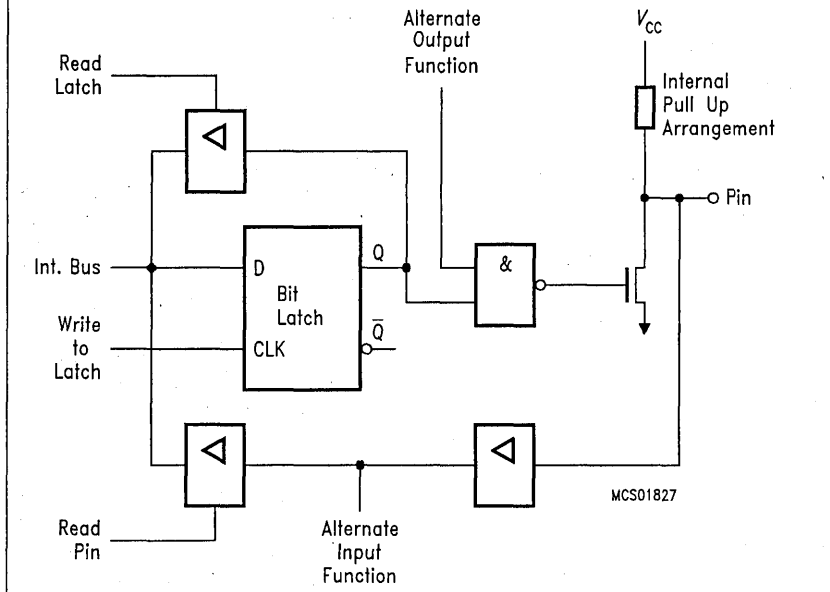 Alternate
Output
Function
VCC
Read
Latch
Internal
Pull Up
Arrangement
Pin
Q
&
Int. Bus
D
Bit
Latch
Q̅
Write
to
Latch
CLK
MCS01827
Read
Pin
Alternate
Input
Function